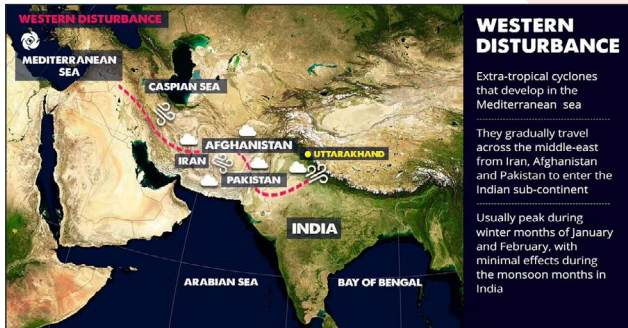 WESTERN DISTURBANCE
MEDITERRANEAN
SEA
CASPIAN SEA
AFGHANISTAN
IRAN
UTTARAKHAND
PAKISTAN
INDIA
ARABIAN SEA
BAY OF BENGAL
WESTERN
DISTURBANCE
Extra-tropical cyclones
that develop in the
Mediterranean sea
They gradually travel
across the middle-east
from Iran, Afghanistan
and Pakistan to enter the
Indian sub-continent
Usually peak during
winter months of January
and February, with
minimal effects during
the monsoon months in
India